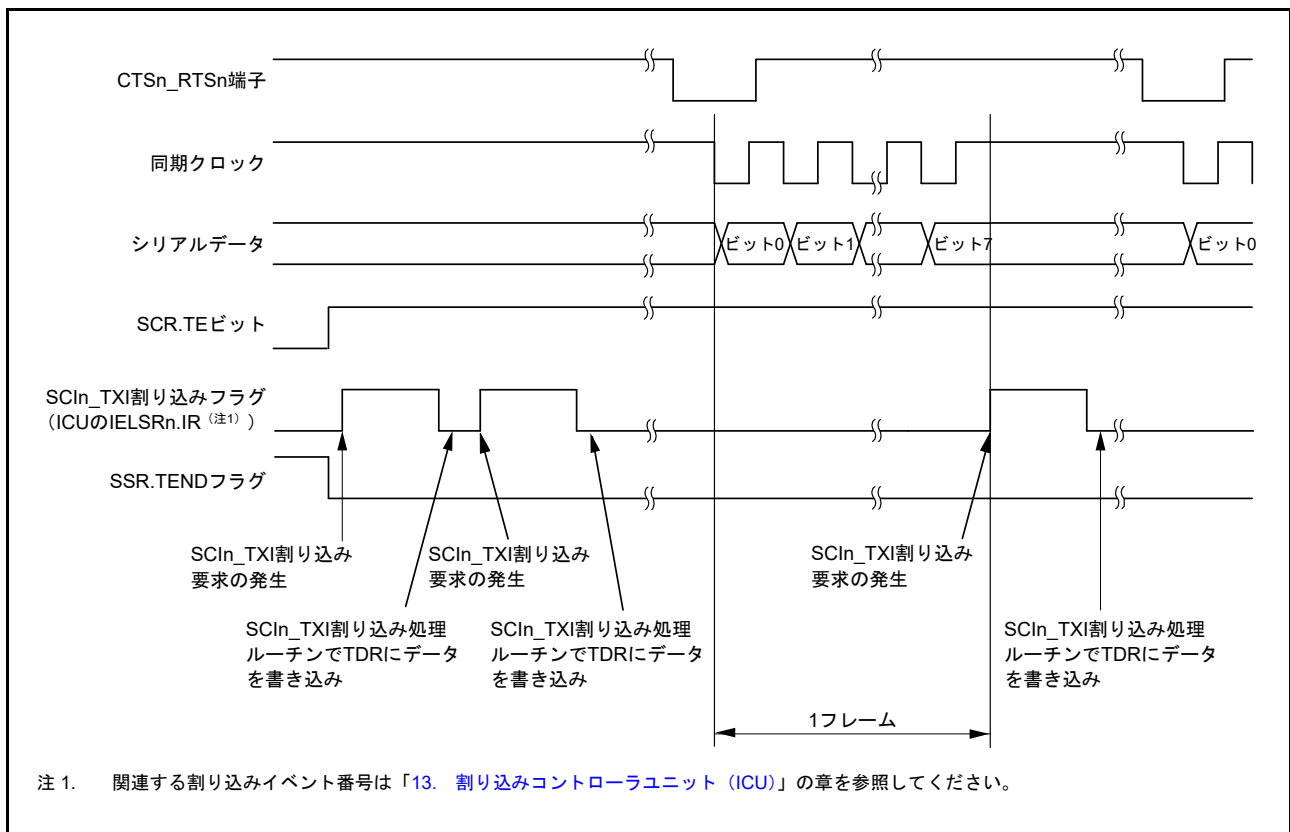 CTSn_RTSn端子
同期クロック
シリアルデータ
ビット0
ビット1
ビット7
ビット0
SCR.TEビット
SCIn_TXI割り込みフラグ
（ICUのIELSRn.IR（注1））
SSR.TENDフラグ
SCIn_TXI割り込み
要求の発生
SCIn_TXI割り込み
要求の発生
SCIn_TXI割り込み
要求の発生
SCIn_TXI割り込み処理
ルーチンでTDRにデータ
を書き込み
SCIn_TXI割り込み処理
ルーチンでTDRにデータ
を書き込み
SCIn_TXI割り込み処理
ルーチンでTDRにデータ
を書き込み
1フレーム
注 1. 関連する割り込みイベント番号は「13. 割り込みコントローラユニット（ICU）」の章を参照してください。